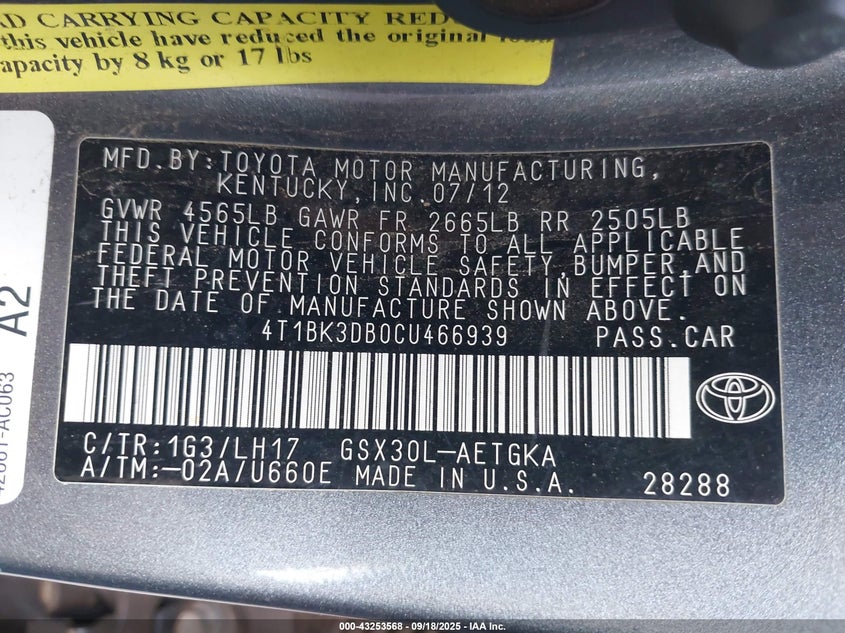 AD CARRYING CAPACITY RED
this vehicle have reduced the original
apacity by 8 kg or 17 lbs
A2
MFD.BY:TOYOTA MOTOR MANUFACTURING,
KENTUCKY,INC.07/12
GVWR 4565LB GAWR FR 2665LB RR 2505LB
THIS VEHICLE CONFORMS TO ALL APPLICABLE
FEDERAL MOTOR VEHICLE SAFETY,BUMPER,AND
THEFT PREVENTION STANDARDS IN EFFECT ON
THE DATE OF MANUFACTURE SHOWN ABOVE.
4T1BK3DB0CU466939 PASS.CAR
TOYOTA
C/TR:1G3/LH17 GSX30L-AETGKA
A/TM:-02A/U660E MADE IN U.S.A. 28288
000-43253568 - 09/18/2025 - IAA Inc.